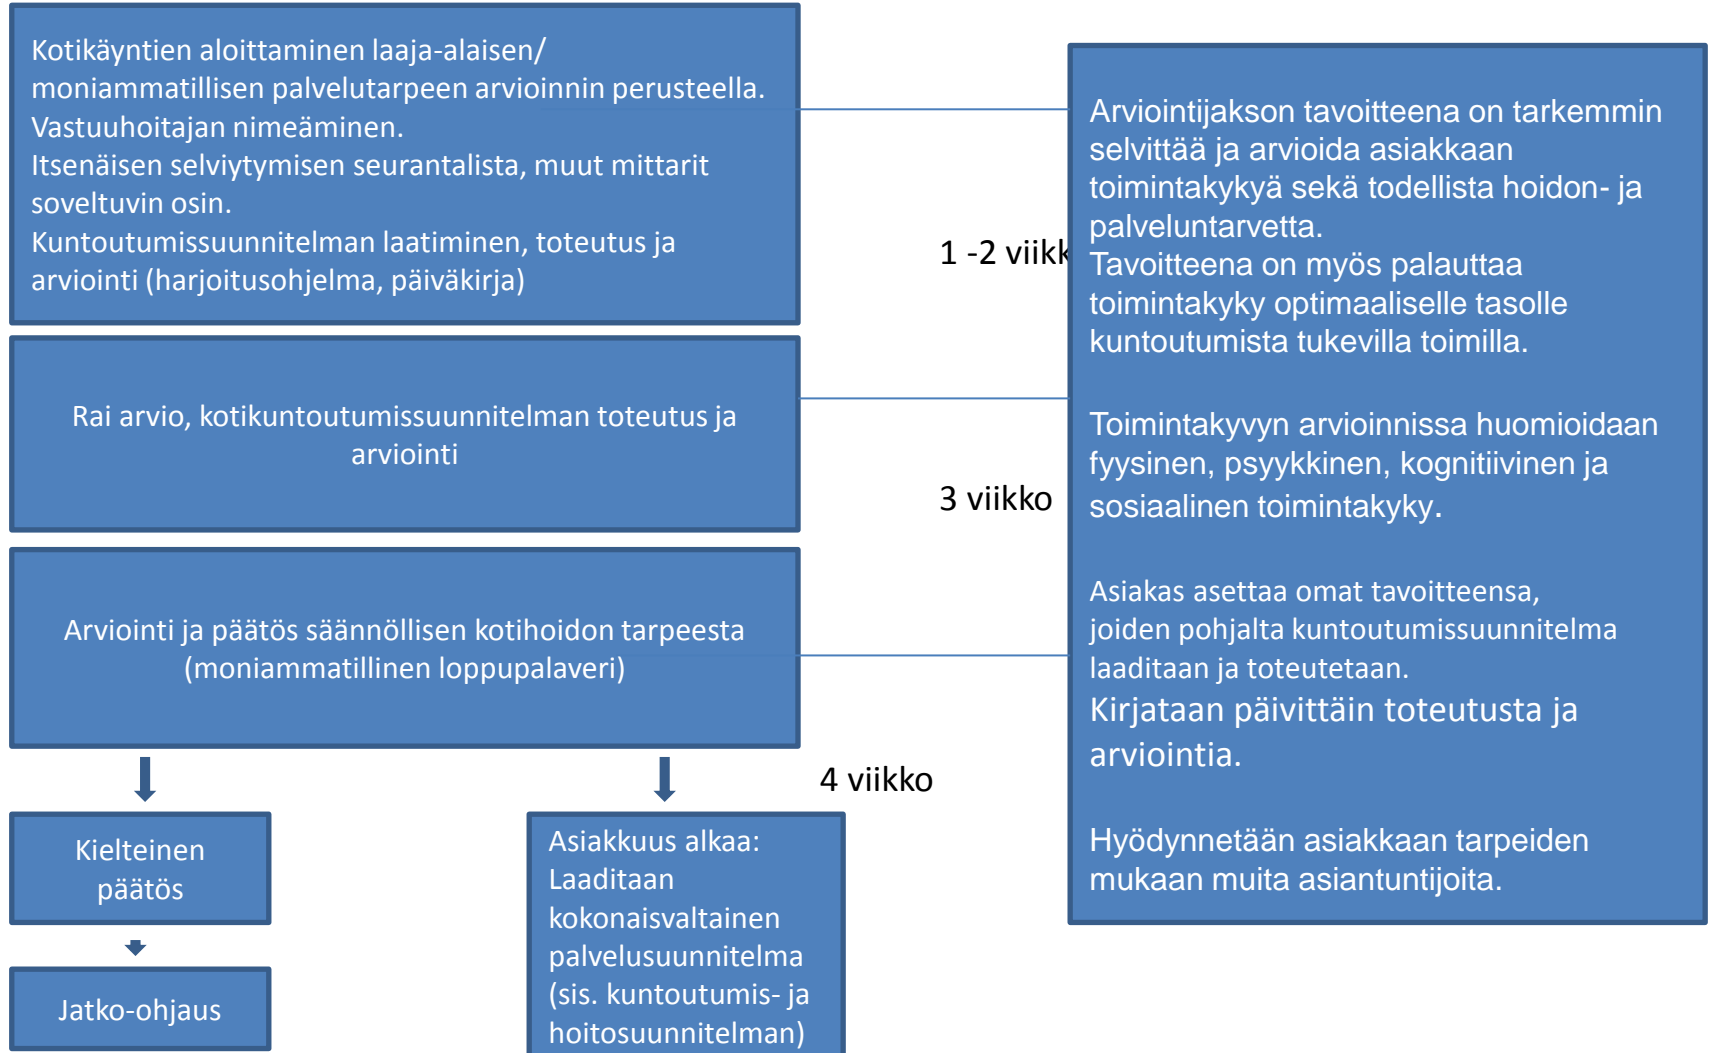 Kotikäyntien aloittaminen laaja-alaisen/
moniammatillisen palvelutarpeen arvioinnin perusteella.
Vastuuhoitajan nimeäminen.
Itsenäisen selviytymisen seurantalista, muut mittarit
soveltuvin osin.
Kuntoutumissuunnitelman laatiminen, toteutus ja
arviointi (harjoitusohjelma, päiväkirja)
1 -2 viikk
Rai arvio, kotikuntoutumissuunnitelman toteutus ja
arviointi
3 viikko
Arviointi ja päätös säännöllisen kotihoidon tarpeesta
(moniammatillinen loppupalaveri)
4 viikko
Kielteinen
päätös
Jatko-ohjaus
Asiakkuus alkaa:
Laaditaan
kokonaisvaltainen
palvelusuunnitelma
(sis. kuntoutumis- ja
hoitosuunnitelman)
Arviointijakson tavoitteena on tarkemmin
selvittää ja arvioida asiakkaan
toimintakykyä sekä todellista hoidon- ja
palveluntarvetta.
Tavoitteena on myös palauttaa
toimintakyky optimaaliselle tasolle
kuntoutumista tukevilla toimilla.
Toimintakyvyn arvioinnissa huomioidaan
fyysinen, psyykkinen, kognitiivinen ja
sosiaalinen toimintakyky.
Asiakas asettaa omat tavoitteensa,
joiden pohjalta kuntoutumissuunnitelma
laaditaan ja toteutetaan.
Kirjataan päivittäin toteutusta ja
arviointia.
Hyödynnetään asiakkaan tarpeiden
mukaan muita asiantuntijoita.